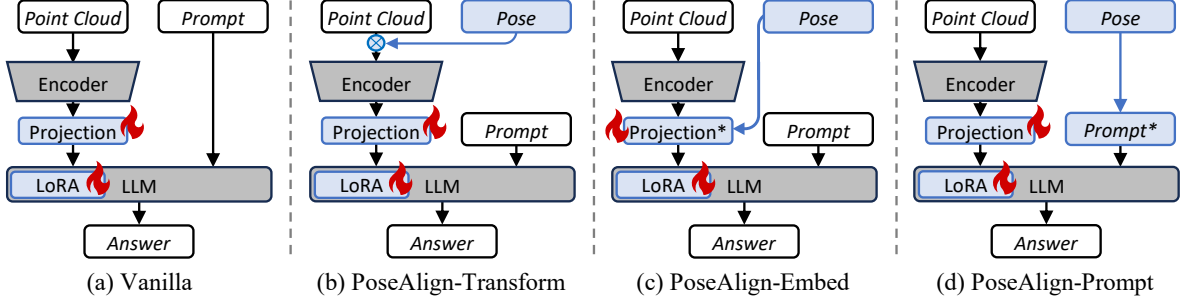 Point Cloud
Prompt
Encoder
Projection
LoRA
LLM
Answer
(a) Vanilla
Point Cloud
Pose
Encoder
Projection
Prompt
LoRA
LLM
Answer
(b) PoseAlign-Transform
Point Cloud
Pose
Encoder
Projection*
Prompt
LoRA
LLM
Answer
(c) PoseAlign-Embed
Point Cloud
Pose
Encoder
Projection
Prompt*
LoRA
LLM
Answer
(d) PoseAlign-Prompt